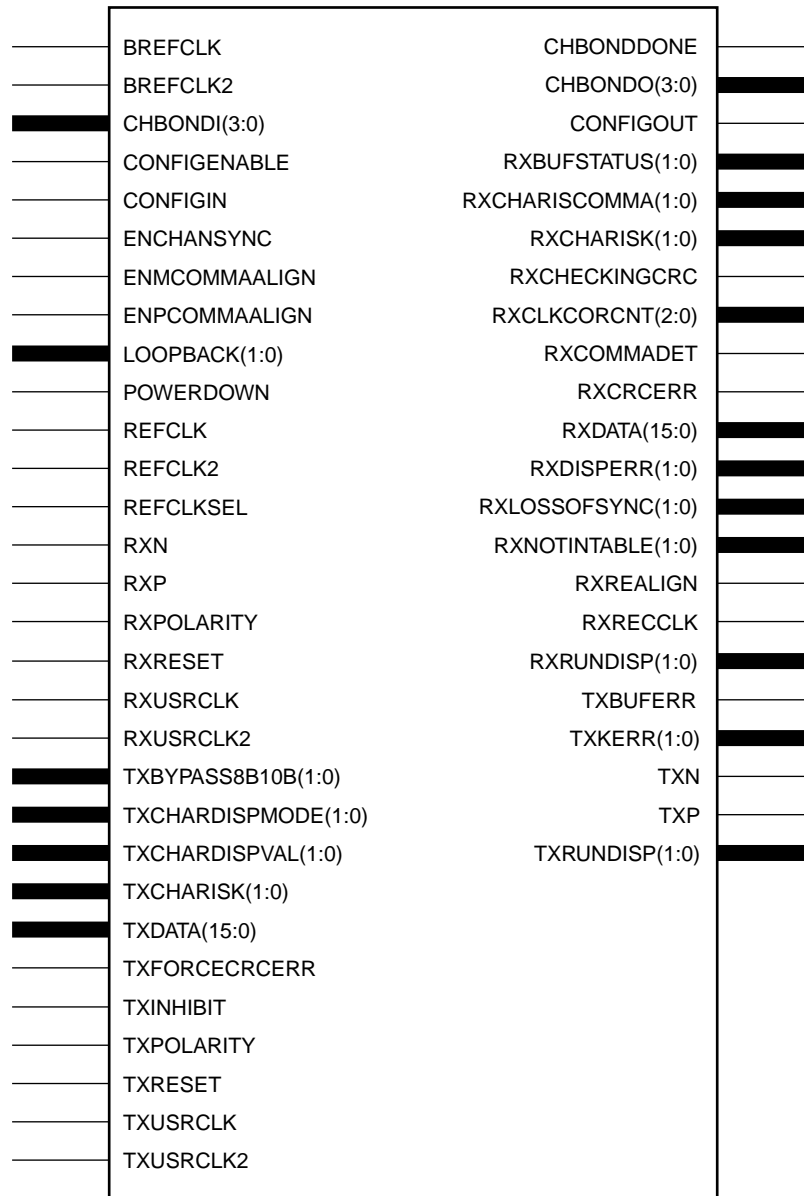 BREFCLK
BREFCLK2
CHBONDI(3:0)
CONFIGENABLE
CONFIGIN
ENCHANSYNC
ENMCOMMAALIGN
ENPCOMMAALIGN
LOOPBACK(1:0)
POWERDOWN
REFCLK
REFCLK2
REFCLKSEL
RXN
RXP
RXPOLARITY
RXRESET
RXUSRCLK
RXUSRCLK2
TXBYPASS8B10B(1:0)
TXCHARDISPMODE(1:0)
TXCHARDISPVAL(1:0)
TXCHARISK(1:0)
TXDATA(15:0)
TXFORCECRCERR
TXINHIBIT
TXPOLARITY
TXRESET
TXUSRCLK
TXUSRCLK2
CHBONDDONE
CHBONDO(3:0)
CONFIGOUT
RXBUFSTATUS(1:0)
RXCHARISCOMMA(1:0)
RXCHARISK(1:0)
RXCHECKINGCRC
RXCLKCORCNT(2:0)
RXCOMMADET
RXCRCERR
RXDATA(15:0)
RXDISPERR(1:0)
RXLOSSOFSYNC(1:0)
RXNOTINTABLE(1:0)
RXREALIGN
RXRECCLK
RXRUNDISP(1:0)
TXBUFERR
TXKERR(1:0)
TXN
TXP
TXRUNDISP(1:0)